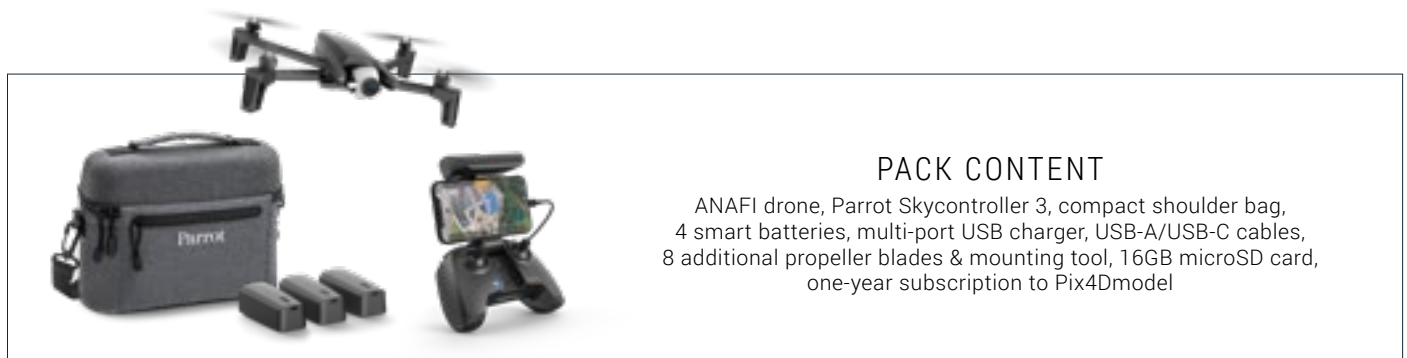 PACK CONTENT
ANAFI drone, Parrot Skycontroller 3, compact shoulder bag,
4 smart batteries, multi-port USB charger, USB-A/USB-C cables,
8 additional propeller blades & mounting tool, 16GB microSD card,
one-year subscription to Pix4Dmodel
Parrot